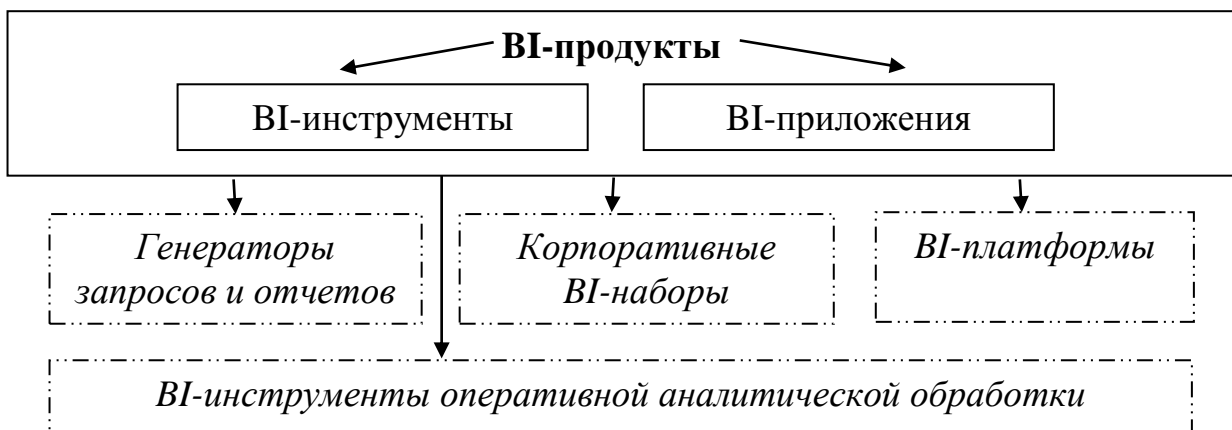 BI-продукты
BI-инструменты
BI-приложения
Генераторы
запросов и отчетов
Корпоративные
BI-наборы
BI-платформы
BI-инструменты оперативной аналитической обработки